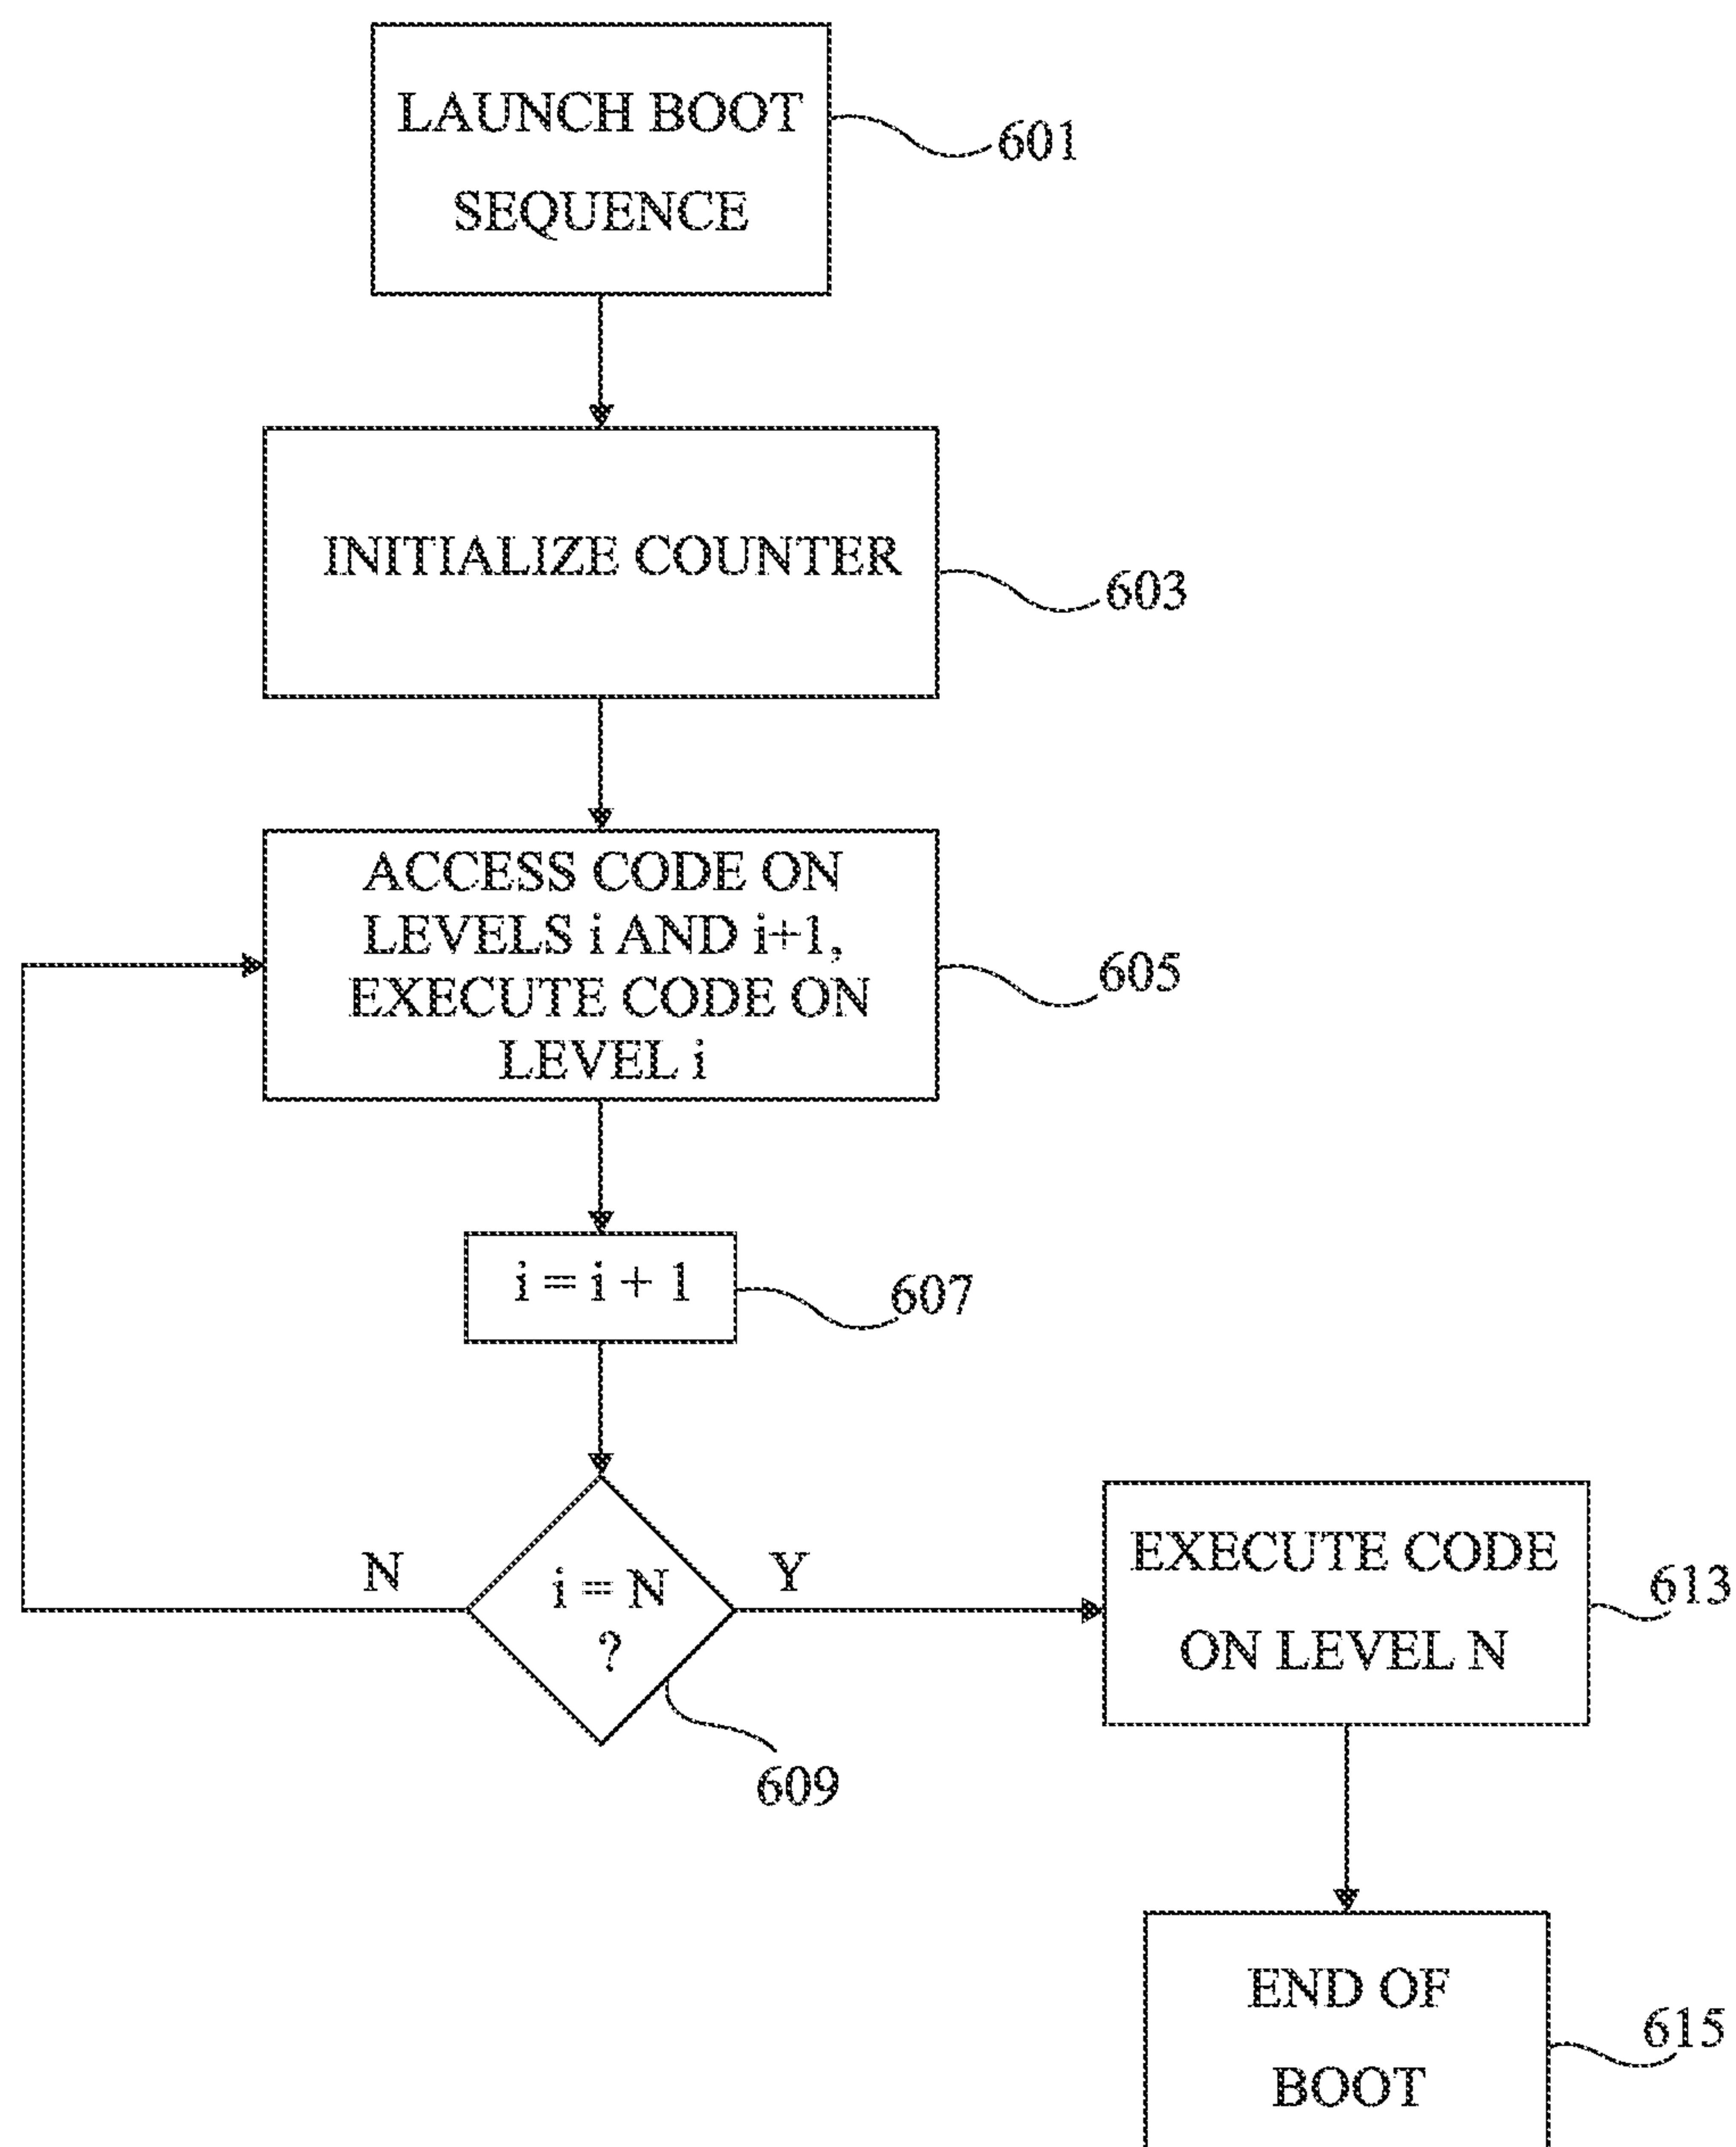 LAUNCH BOOT
SEQUENCE
601
INITIALIZE COUNTER
603
ACCESS CODE ON
LEVELS i AND i+1,
EXECUTE CODE ON
LEVEL i
605
i = i + 1
607
N
i = N
?
Y
609
EXECUTE CODE
ON LEVEL N
613
END OF
BOOT
615